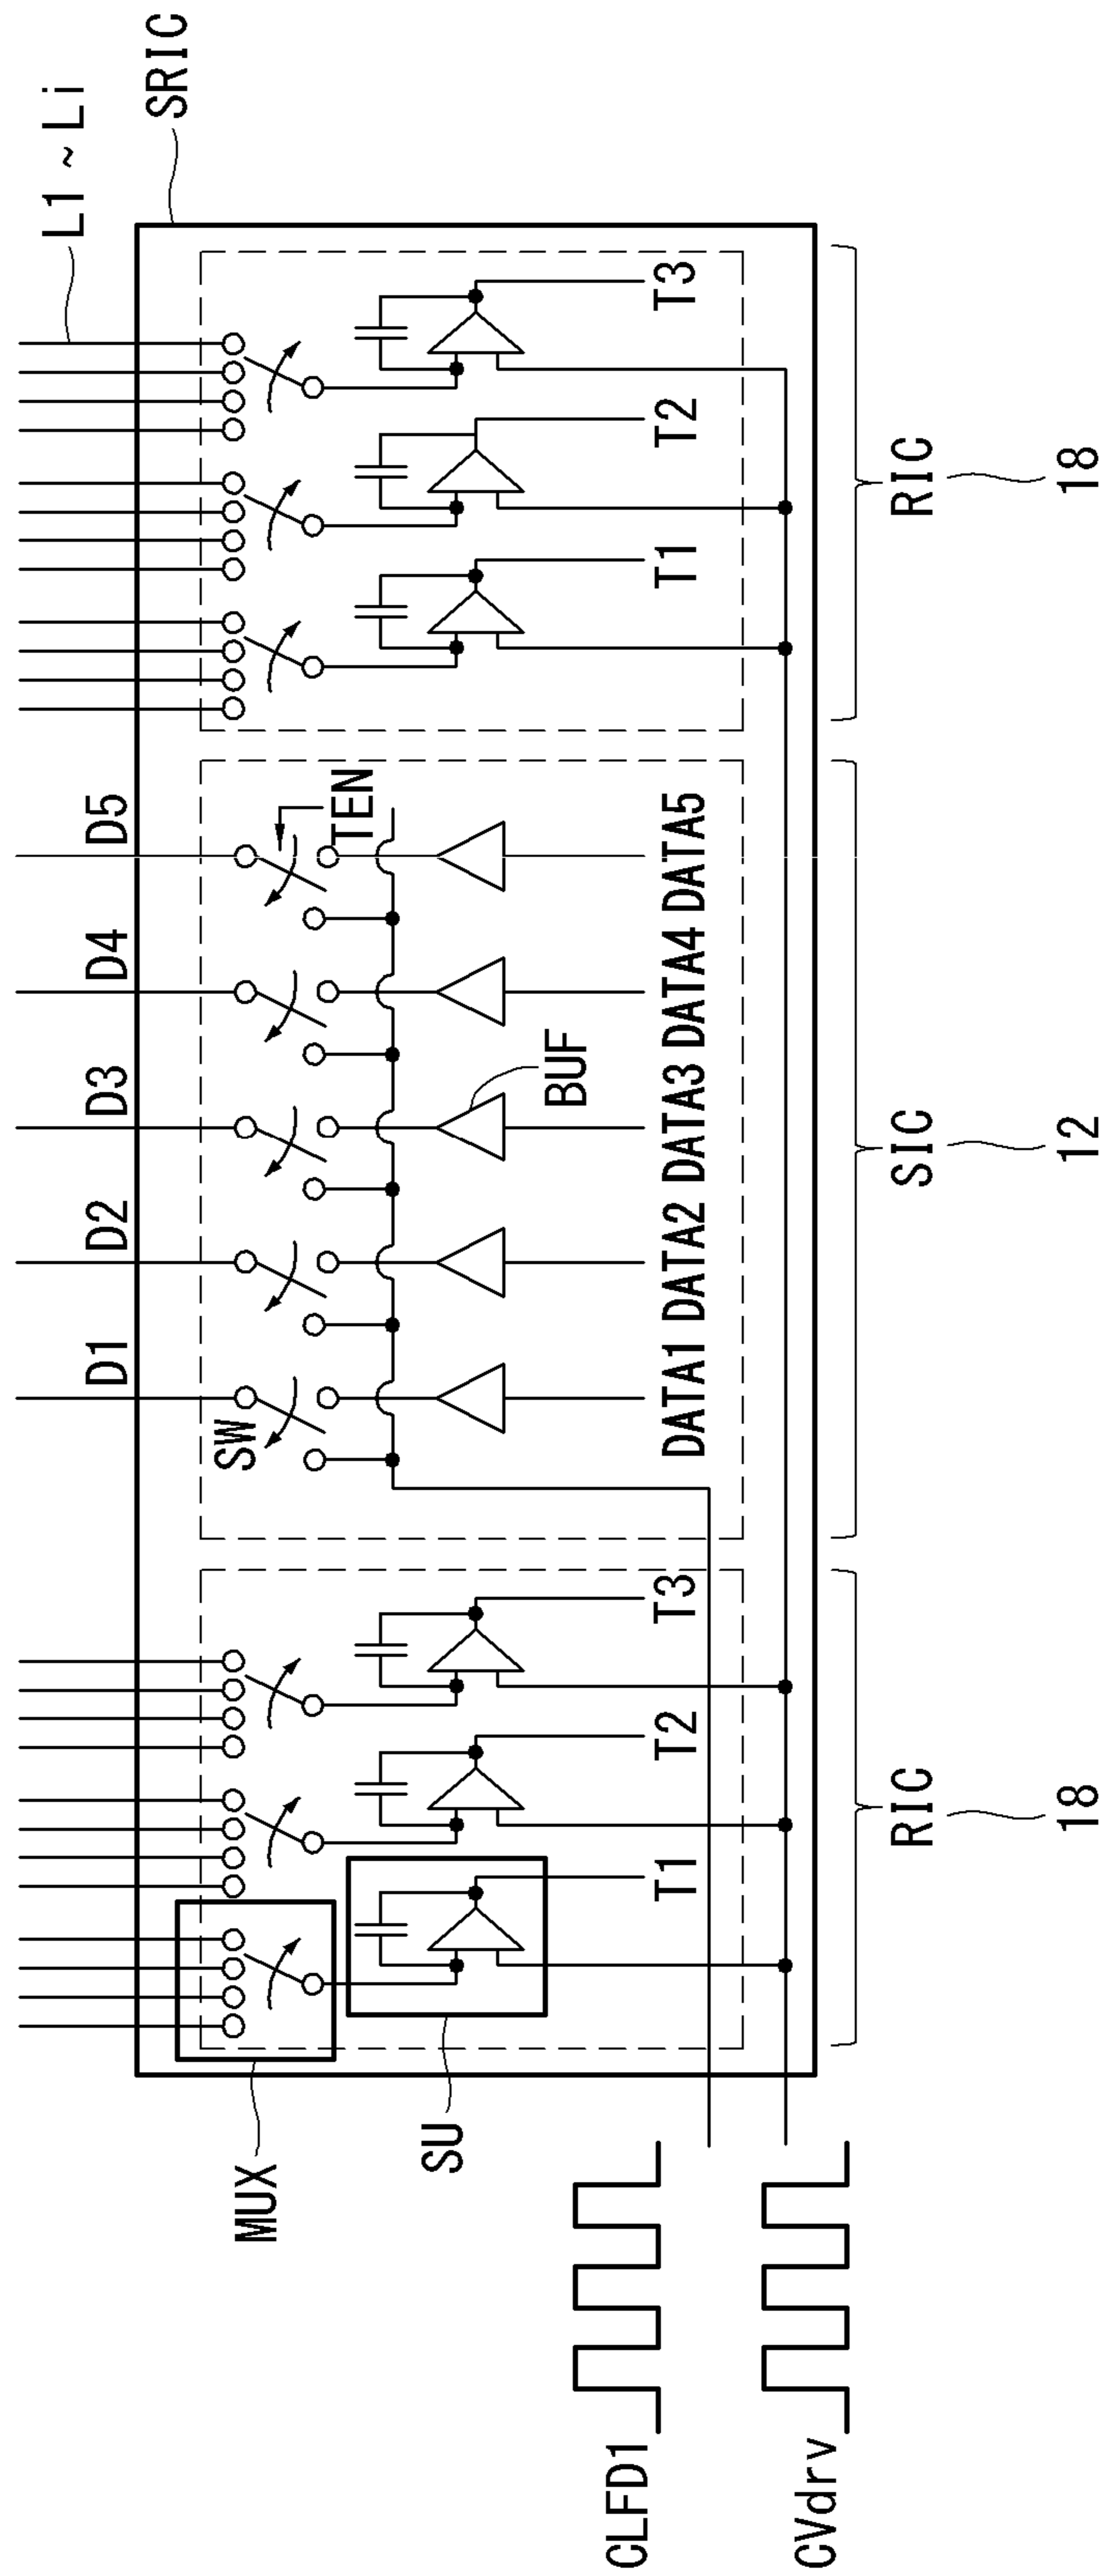 L1~Li
SRIC
D1 D2 D3 D4 D5
MUX
SW
TEN
SU
BUF
T1 T2 T3
DATA1 DATA2 DATA3 DATA4 DATA5
T1 T2 T3
CLFD1
CVdrv
RIC SIC RIC
18 12 18